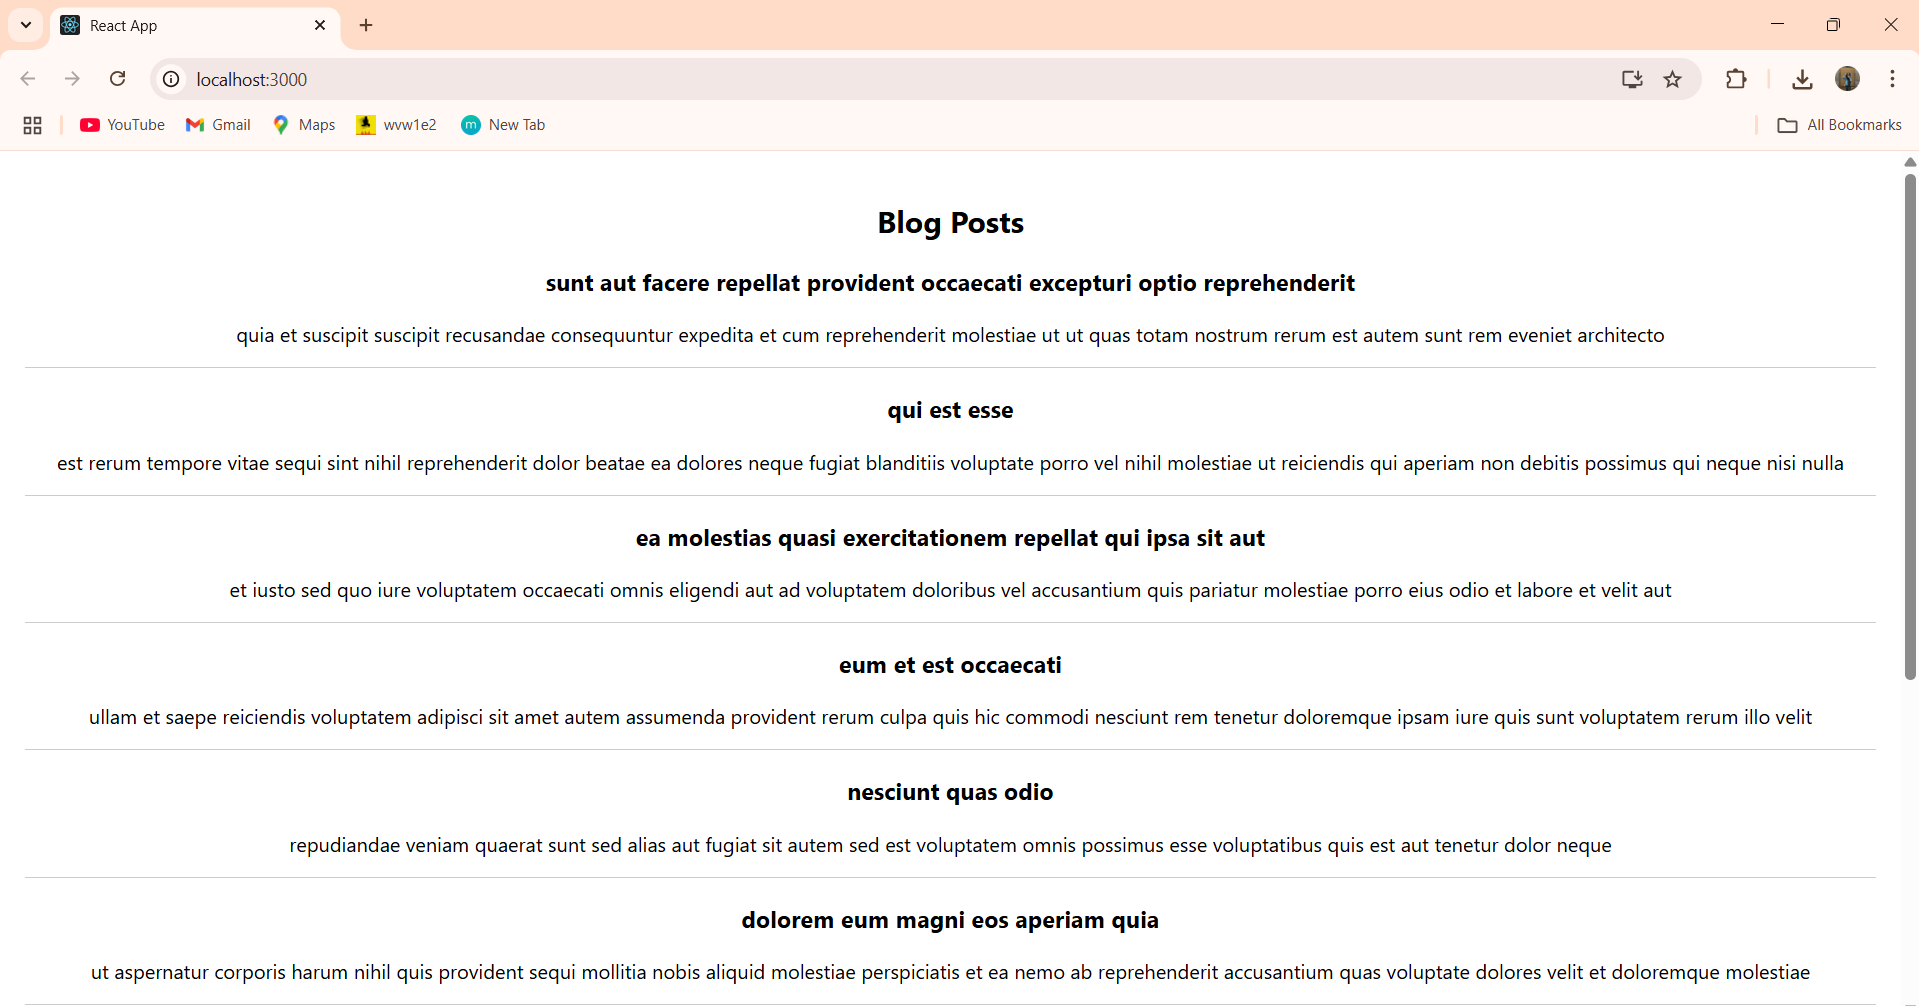 React App
localhost:3000
YouTube Gmail Maps wvw1e2 m New Tab All Bookmarks
Blog Posts
sunt aut facere repellat provident occaecati excepturi optio reprehenderit
quia et suscipit suscipit recusandae consequuntur expedita et cum reprehenderit molestiae ut ut quas totam nostrum rerum est autem sunt rem eveniet architecto
qui est esse
est rerum tempore vitae sequi sint nihil reprehenderit dolor beatae ea dolores neque fugiat blanditiis voluptate porro vel nihil molestiae ut reiciendis qui aperiam non debitis possimus qui neque nisi nulla
ea molestias quasi exercitationem repellat qui ipsa sit aut
et iusto sed quo iure voluptatem occaecati omnis eligendi aut ad voluptatem doloribus vel accusantium quis pariatur molestiae porro eius odio et labore et velit aut
eum et est occaecati
ullam et saepe reiciendis voluptatem adipisci sit amet autem assumenda provident rerum culpa quis hic commodi nesciunt rem tenetur doloremque ipsam iure quis sunt voluptatem rerum illo velit
nesciunt quas odio
repudiandae veniam quaerat sunt sed alias aut fugiat sit autem sed est voluptatem omnis possimus esse voluptatibus quis est aut tenetur dolor neque
dolorem eum magni eos aperiam quia
ut aspernatur corporis harum nihil quis provident sequi mollitia nobis aliquid molestiae perspiciatis et ea nemo ab reprehenderit accusantium quas voluptate dolores velit et doloremque molestiae